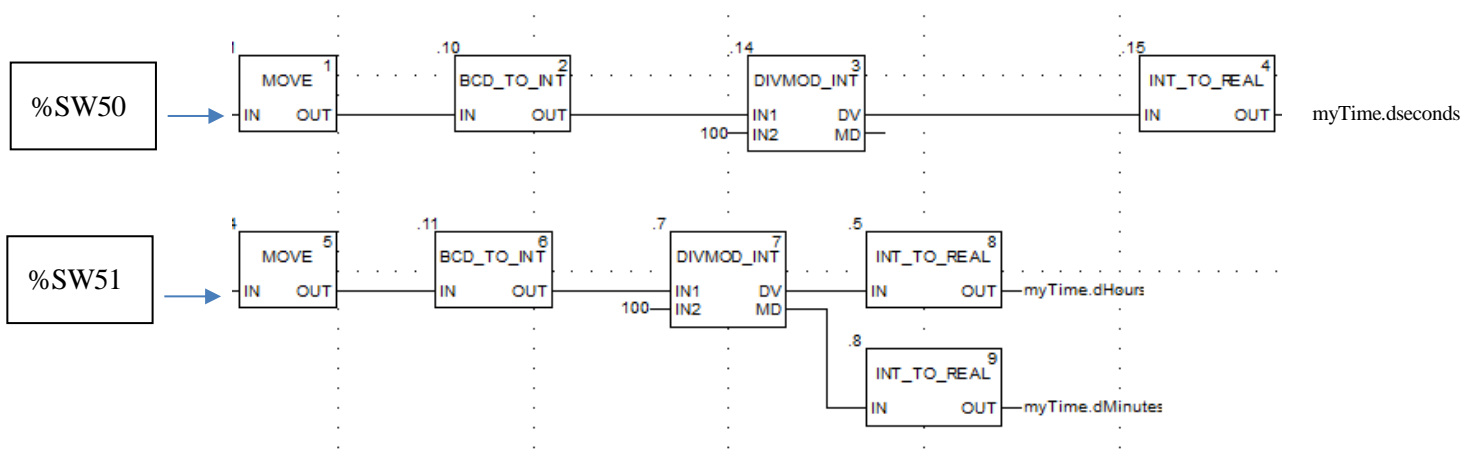 .10 .14 .15
%SW50
MOVE 1
IN OUT
BCD_TO_INT 2
IN OUT
DIVMOD_INT 3
IN1 DV
100 IN2 MD
INT_TO_REAL 4
IN OUT
myTime.dseconds
.11 .7 .5
%SW51
MOVE 5
IN OUT
BCD_TO_INT 6
IN OUT
DIVMOD_INT 7
IN1 DV
100 IN2 MD
INT_TO_REAL 8
IN OUT myTime.dHours
.8
INT_TO_REAL 9
IN OUT myTime.dMinutes